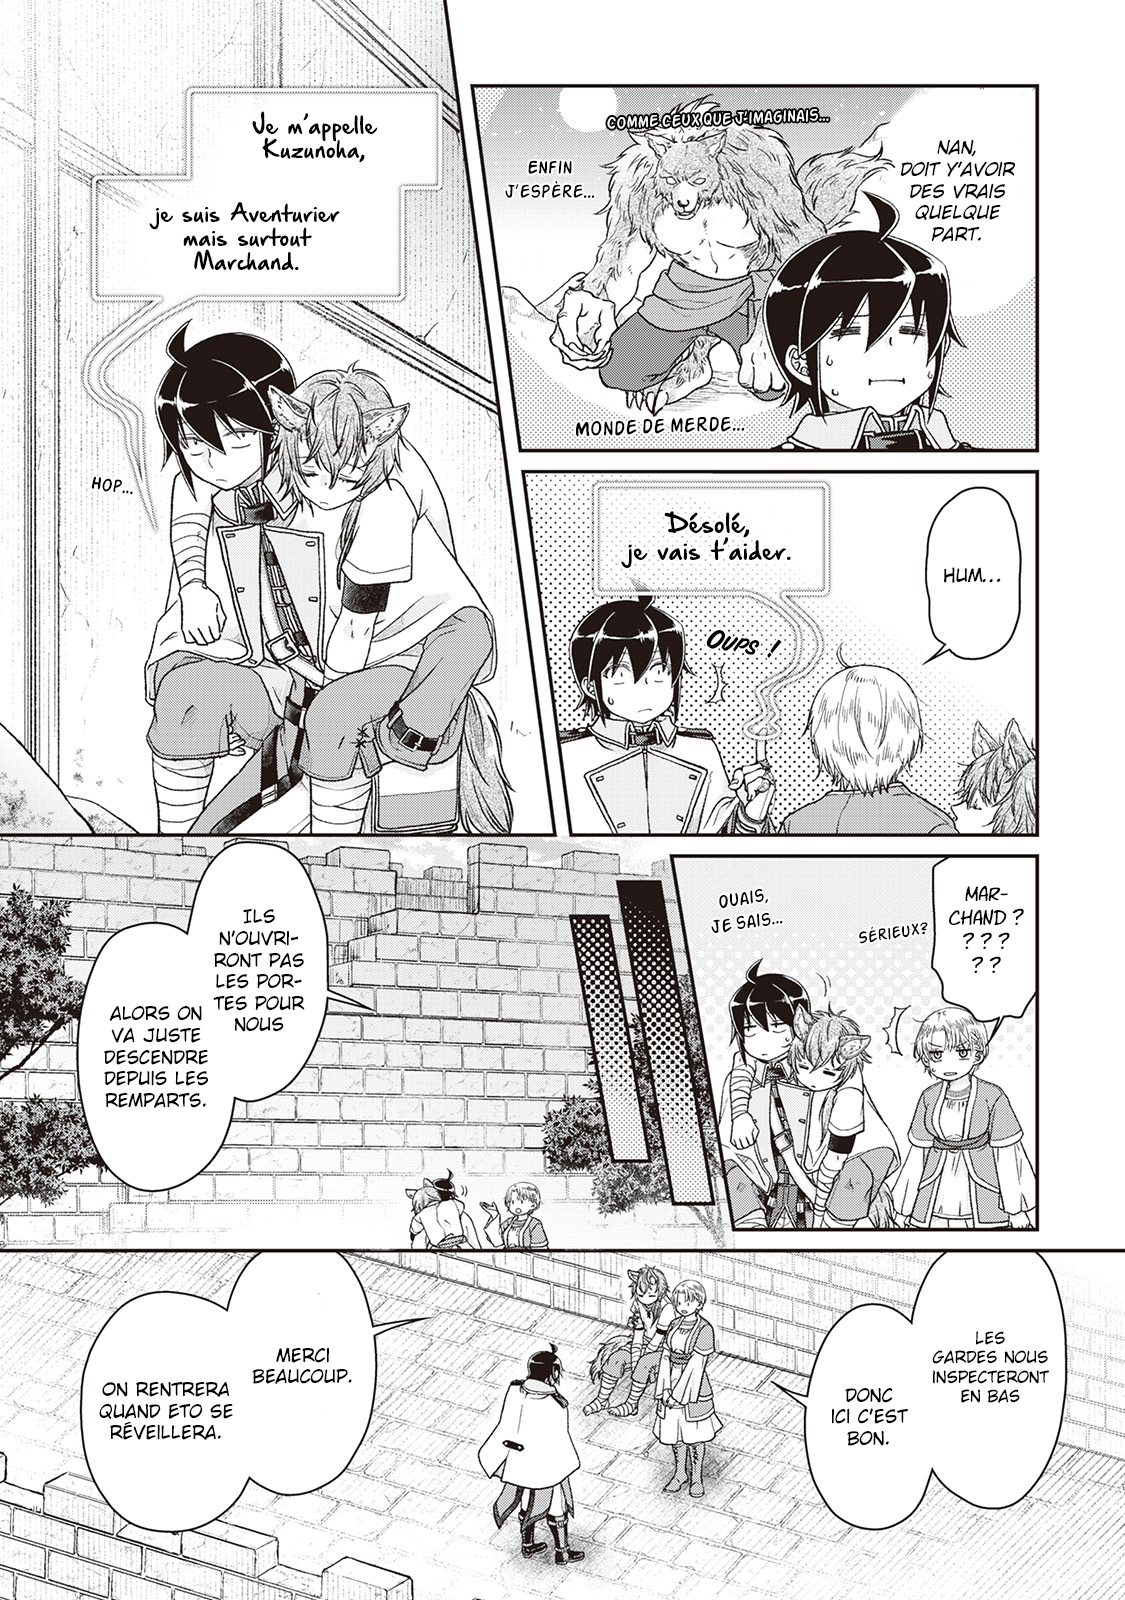 NAN,
DOIT Y'AVOIR
DES VRAIS
QUELQUE
PART.
COMME CEUX QUE J'IMAGINAIS...
ENFIN
J'ESPÈRE...
MONDE DE MERDE...
HUM...
Désolé,
je vais t'aider.
OUPS !
Je m'appelle
Kuzunoha,
je suis Aventurier
mais surtout
Marchand.
HOP...
MAR-
CHAND ?
? ? ?
? ?
SÉRIEUX?
OUAIS,
JE SAIS...
ILS
N'OUVRI-
RONT PAS
LES POR-
TES POUR
NOUS
ALORS ON
VA JUSTE
DESCENDRE
DEPUIS LES
REMPARTS.
LES
GARDES NOUS
INSPECTERONT
EN BAS
DONC
ICI C'EST
BON.
MERCI
BEAUCOUP.
ON RENTRERA
QUAND ETO SE
RÉVEILLERA.